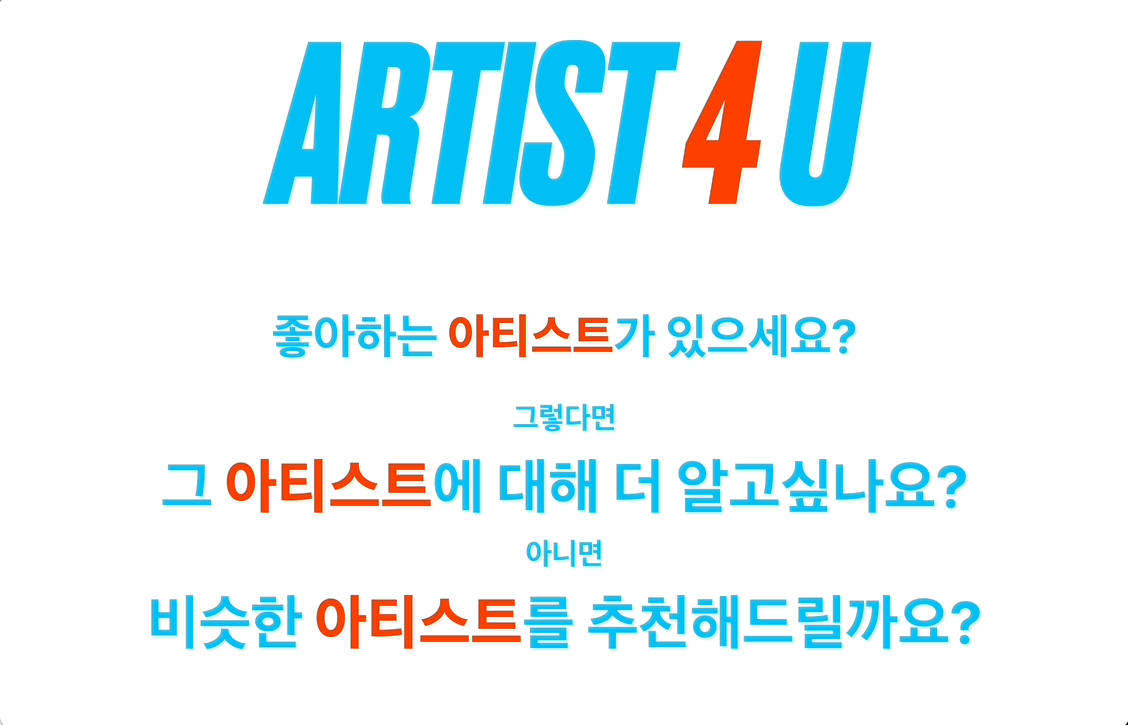 ARTIST 4 U
좋아하는 아티스트가 있으세요?
그렇다면
그 아티스트에 대해 더 알고싶나요?
아니면
비슷한 아티스트를 추천해드릴까요?